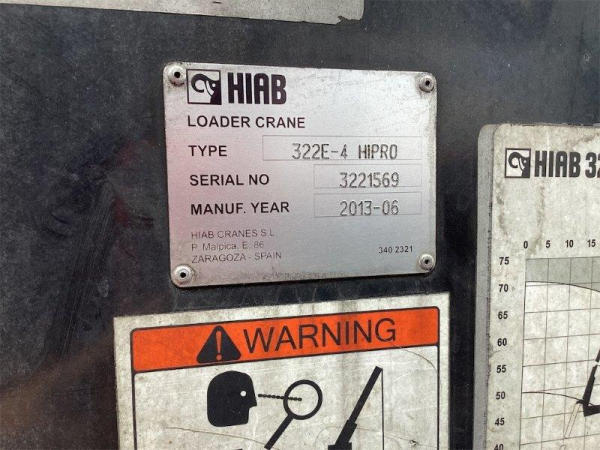 HIAB
LOADER CRANE
TYPE 322E-4 HIPRO
SERIAL NO 3221569
MANUF. YEAR 2013-06
HIAB CRANES S.L
P. Malpica, E, 86
ZARAGOZA - SPAIN
340 2321
WARNING
HIAB 32
0 5 10 15
75
70
65
60
55
50
45
40